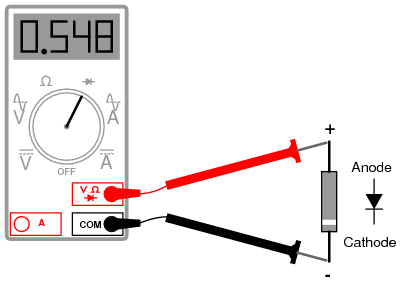 0.548
Ω
V
A
V
A
OFF
V Ω
A
COM
+
Anode
Cathode
-